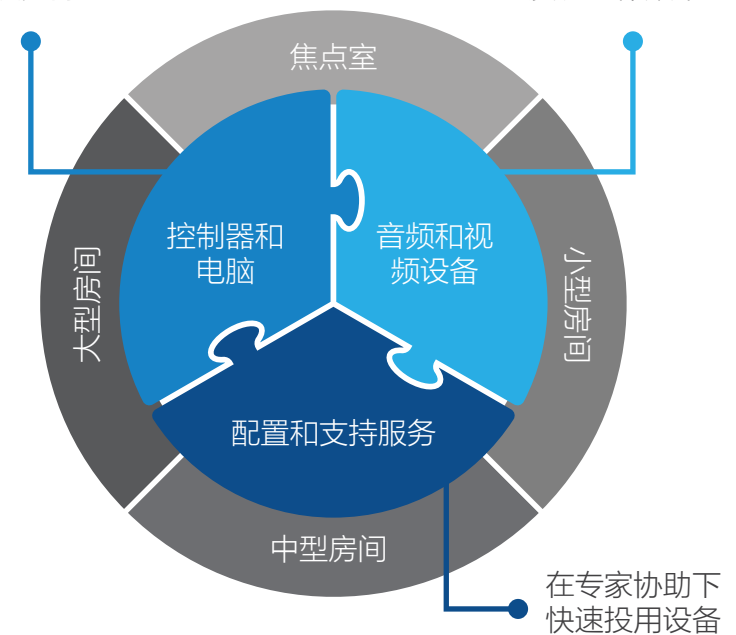 焦点室
控制器和
电脑
音频和视
频设备
大型房间
小型房间
配置和支持服务
中型房间
在专家协助下
快速投用设备